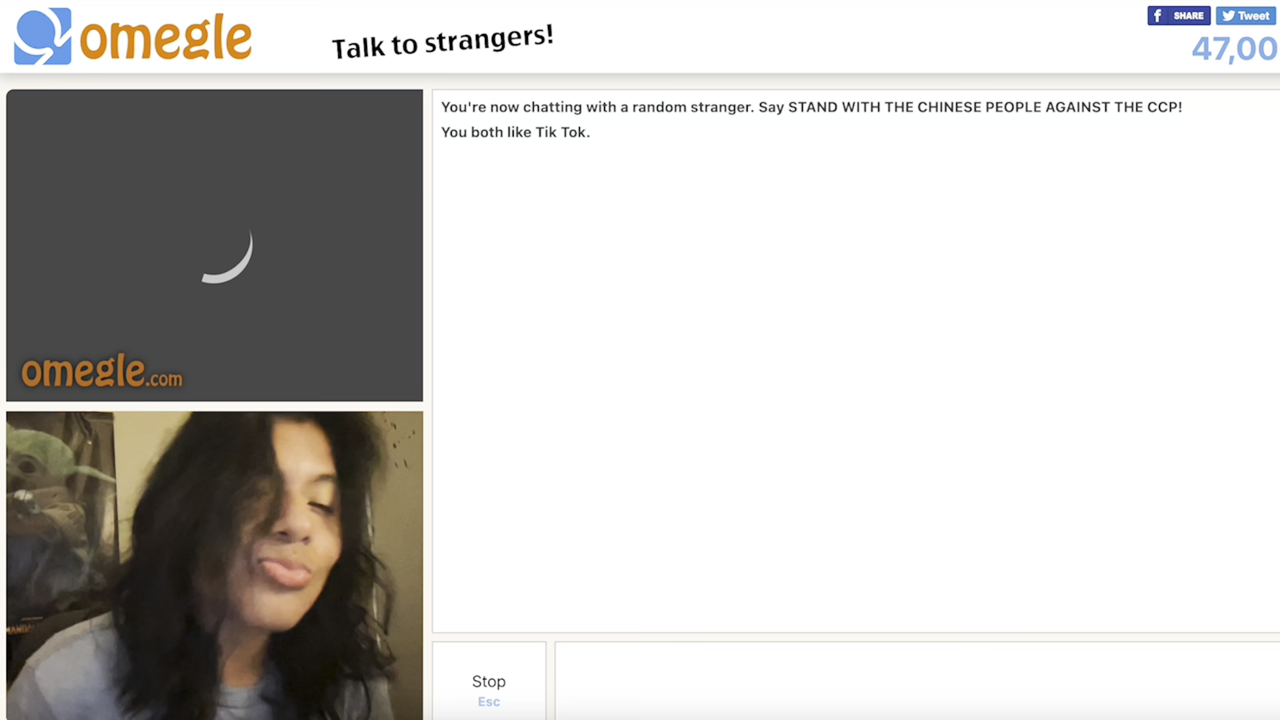 omegle
Talk to strangers!
SHARE
Tweet
47,00
You're now chatting with a random stranger. Say STAND WITH THE CHINESE PEOPLE AGAINST THE CCP!
You both like Tik Tok.
omegle.com
Stop
Esc